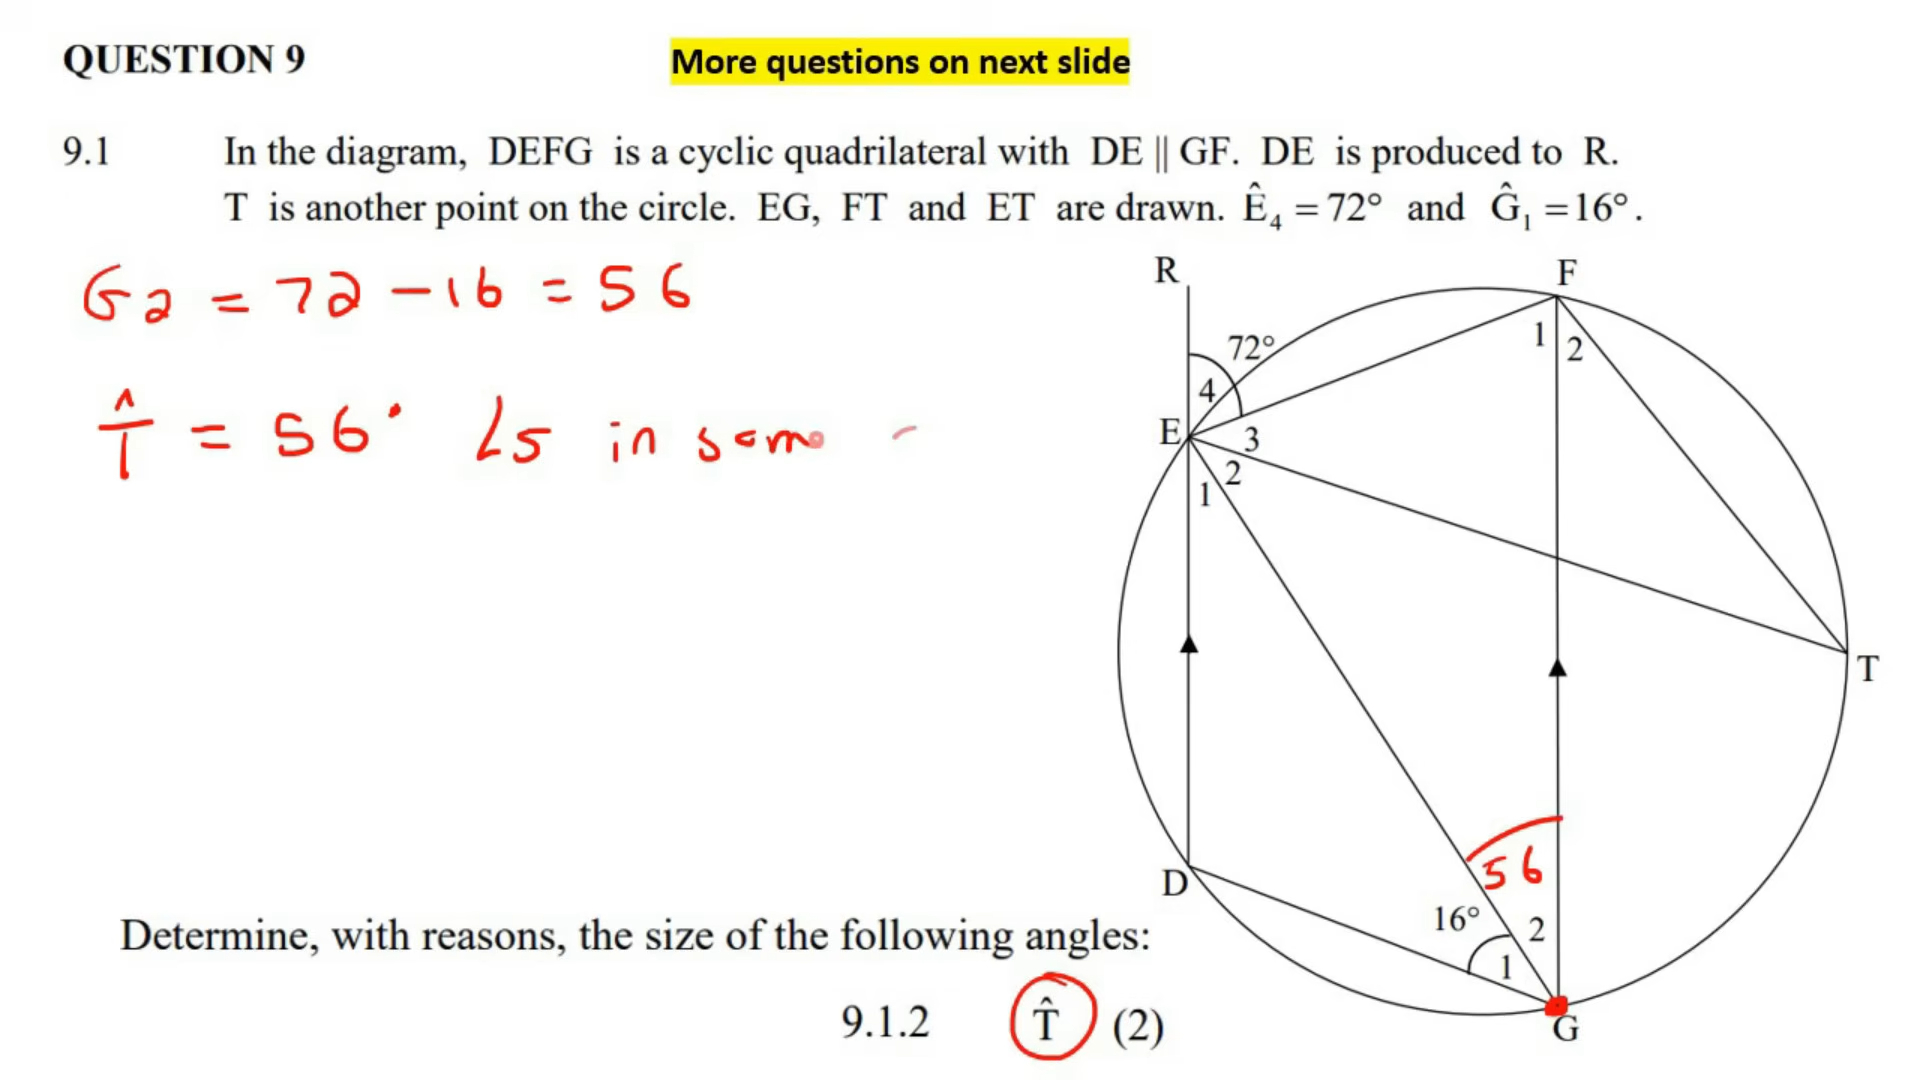 QUESTION 9
More questions on next slide
9.1 In the diagram, DEFG is a cyclic quadrilateral with DE || GF. DE is produced to R.
T is another point on the circle. EG, FT and ET are drawn. Ê₄ = 72° and Ĝ₁ = 16°.
G2 = 72 - 16 = 56
T̂ = 56° ∠s in same
R
F
72°
1 2
4
E
3
2
1
T
D
56
16°
2
1
G
Determine, with reasons, the size of the following angles:
9.1.2 T̂ (2)